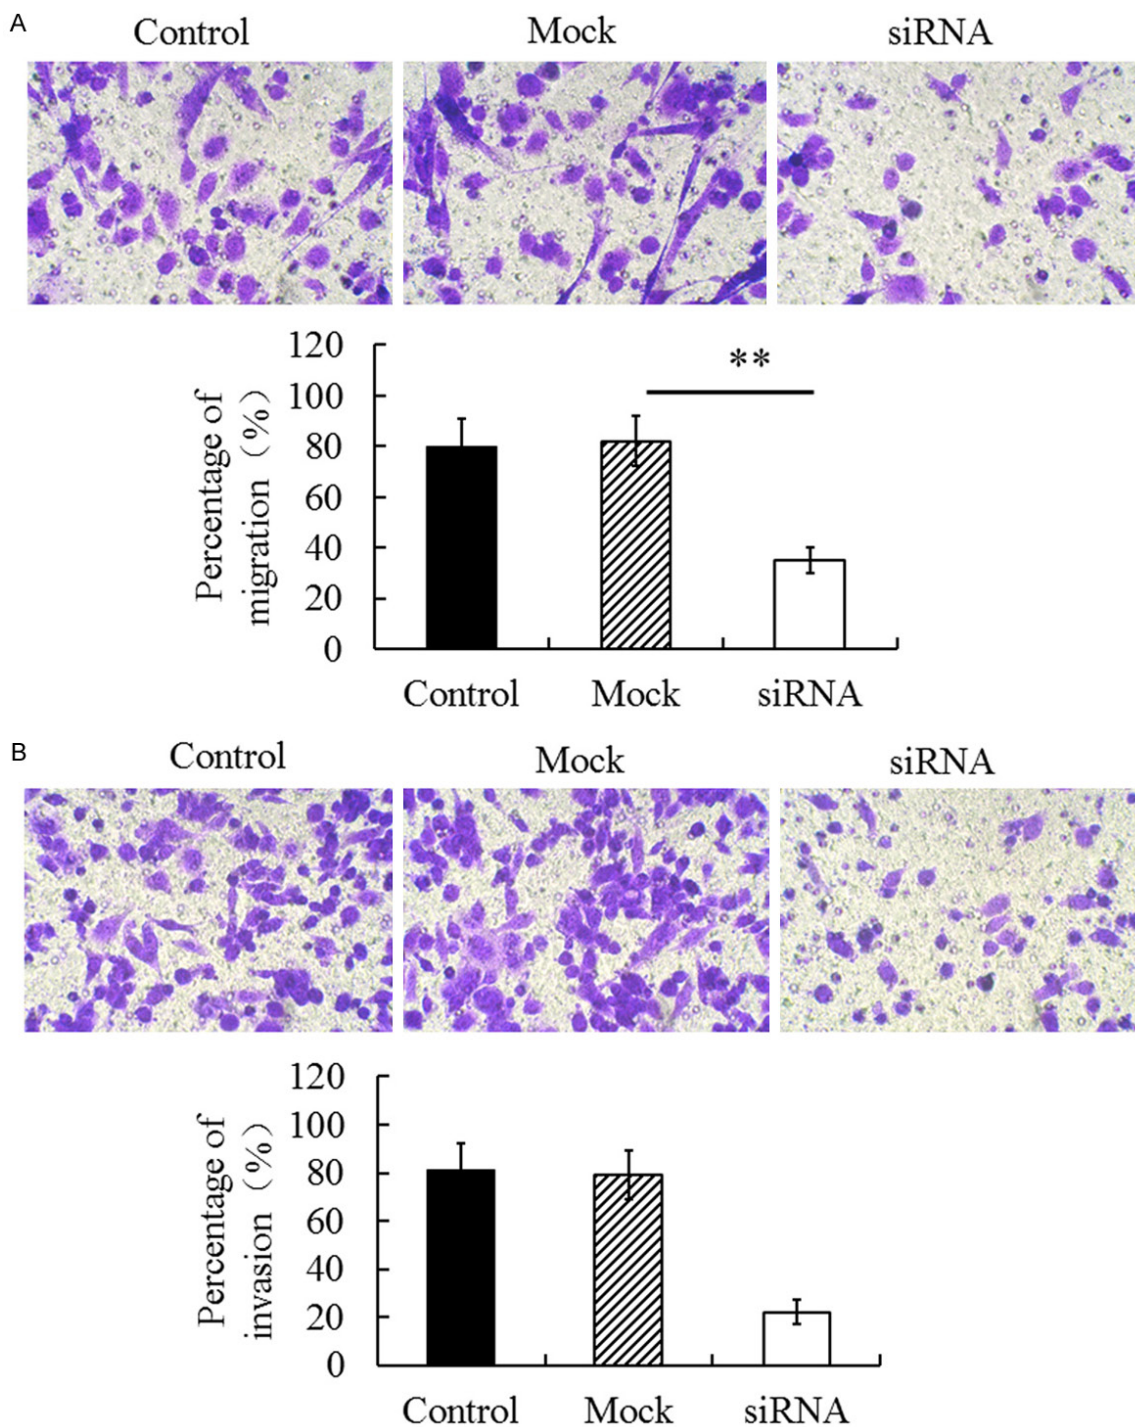 A
Control Mock siRNA
**
120
100
80
60
40
20
0
Percentage of
migration (%)
Control Mock siRNA
B
Control Mock siRNA
120
100
80
60
40
20
0
Percentage of
invasion (%)
Control Mock siRNA